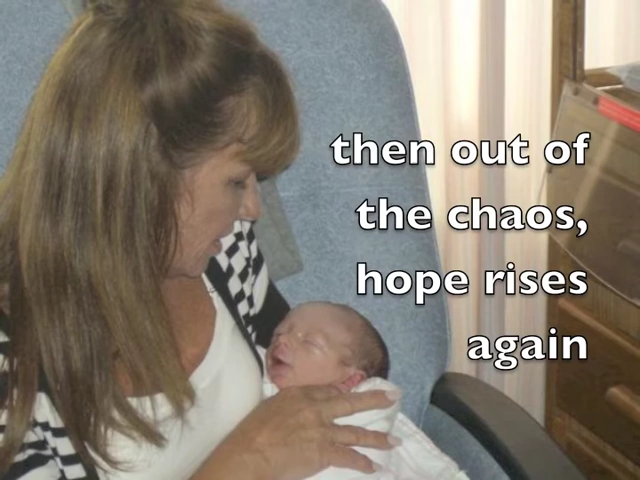 then out of
the chaos,
hope rises
again